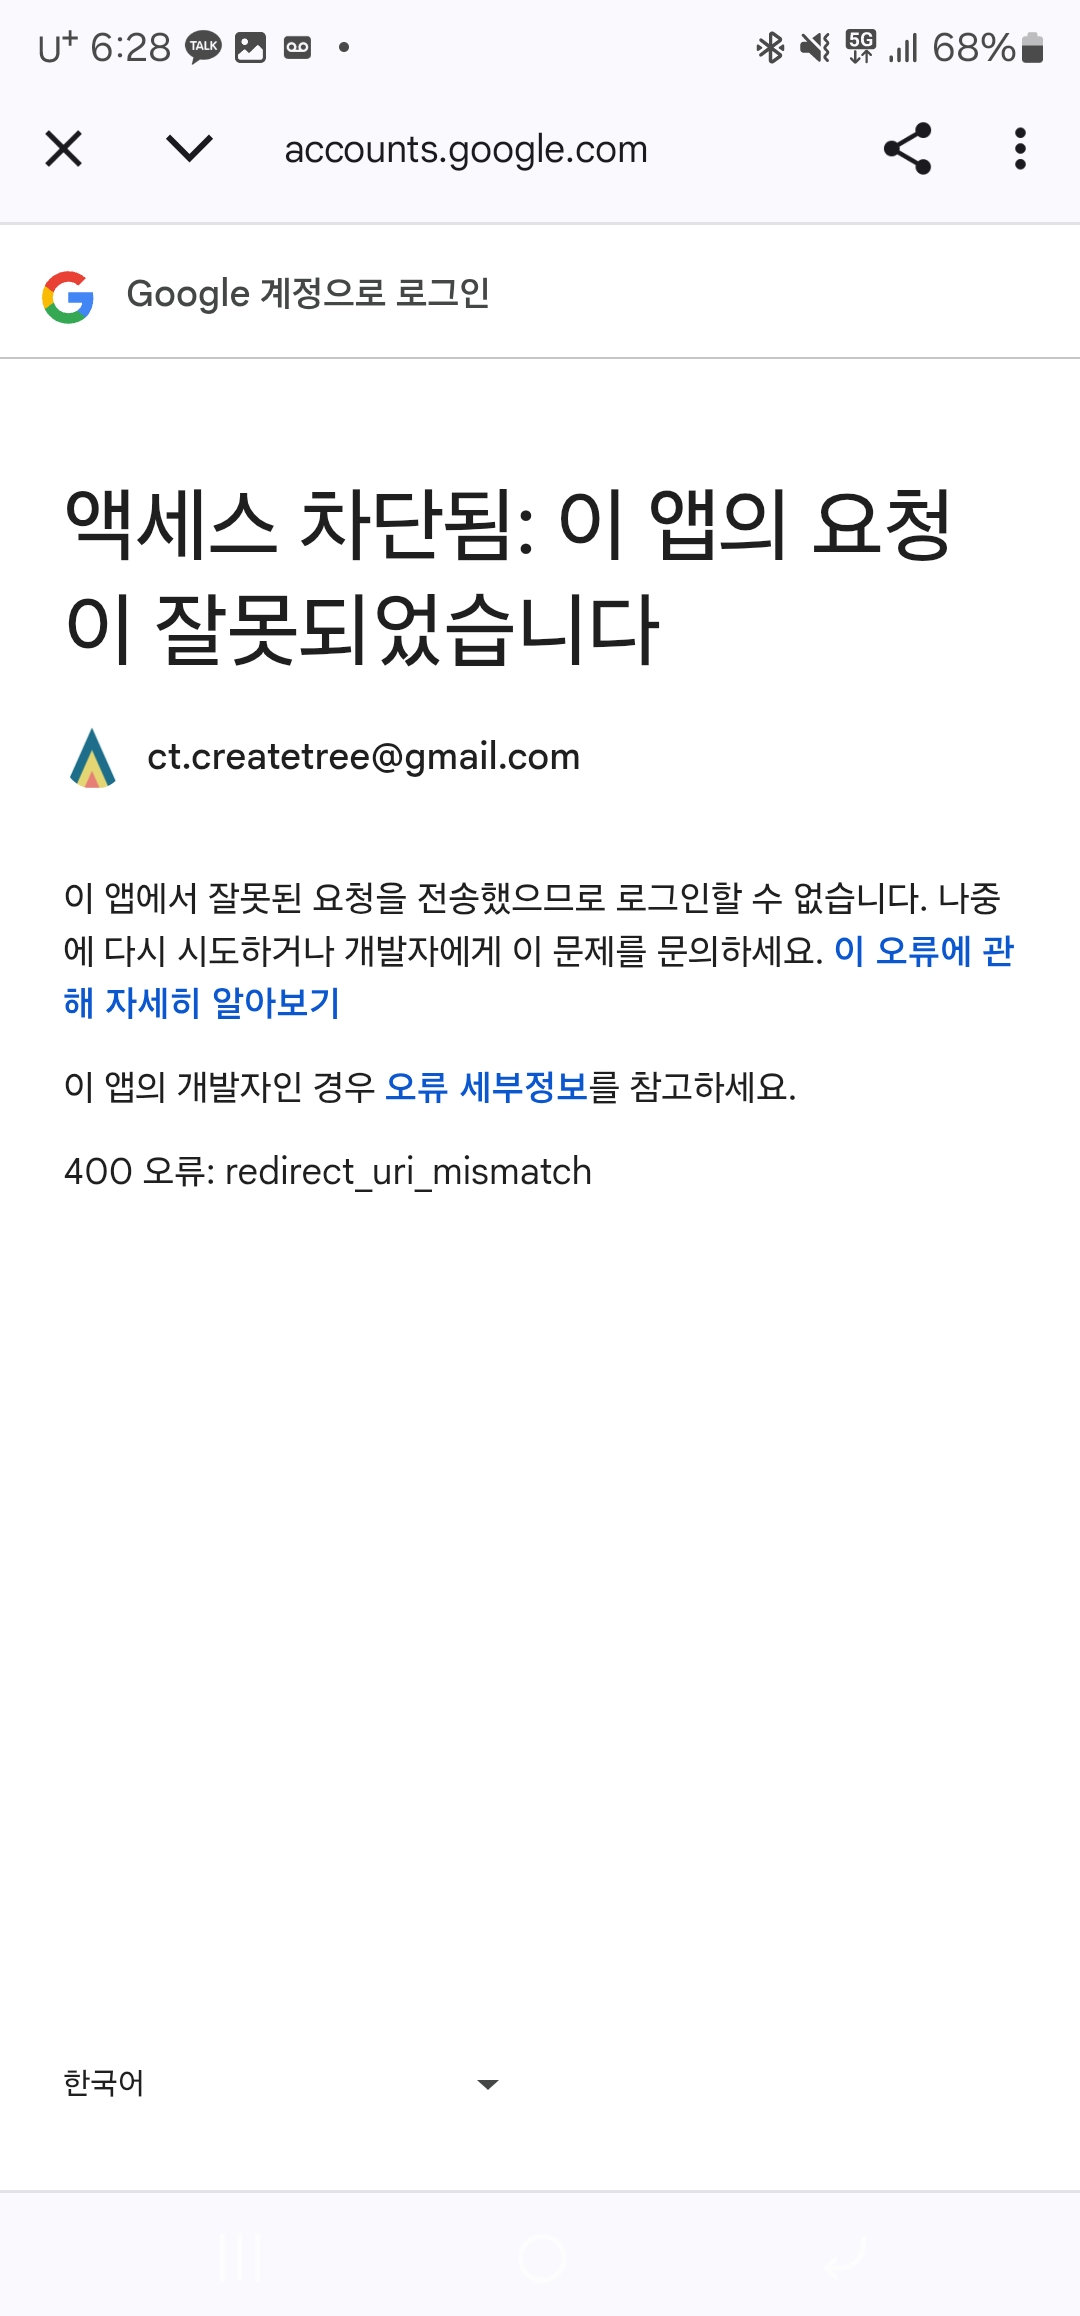 U+ 6:28 TALK 5G 68%
accounts.google.com
Google 계정으로 로그인
액세스 차단됨: 이 앱의 요청
이 잘못되었습니다
ct.createtree@gmail.com
이 앱에서 잘못된 요청을 전송했으므로 로그인할 수 없습니다. 나중
에 다시 시도하거나 개발자에게 이 문제를 문의하세요. 이 오류에 관
해 자세히 알아보기
이 앱의 개발자인 경우 오류 세부정보를 참고하세요.
400 오류: redirect_uri_mismatch
한국어